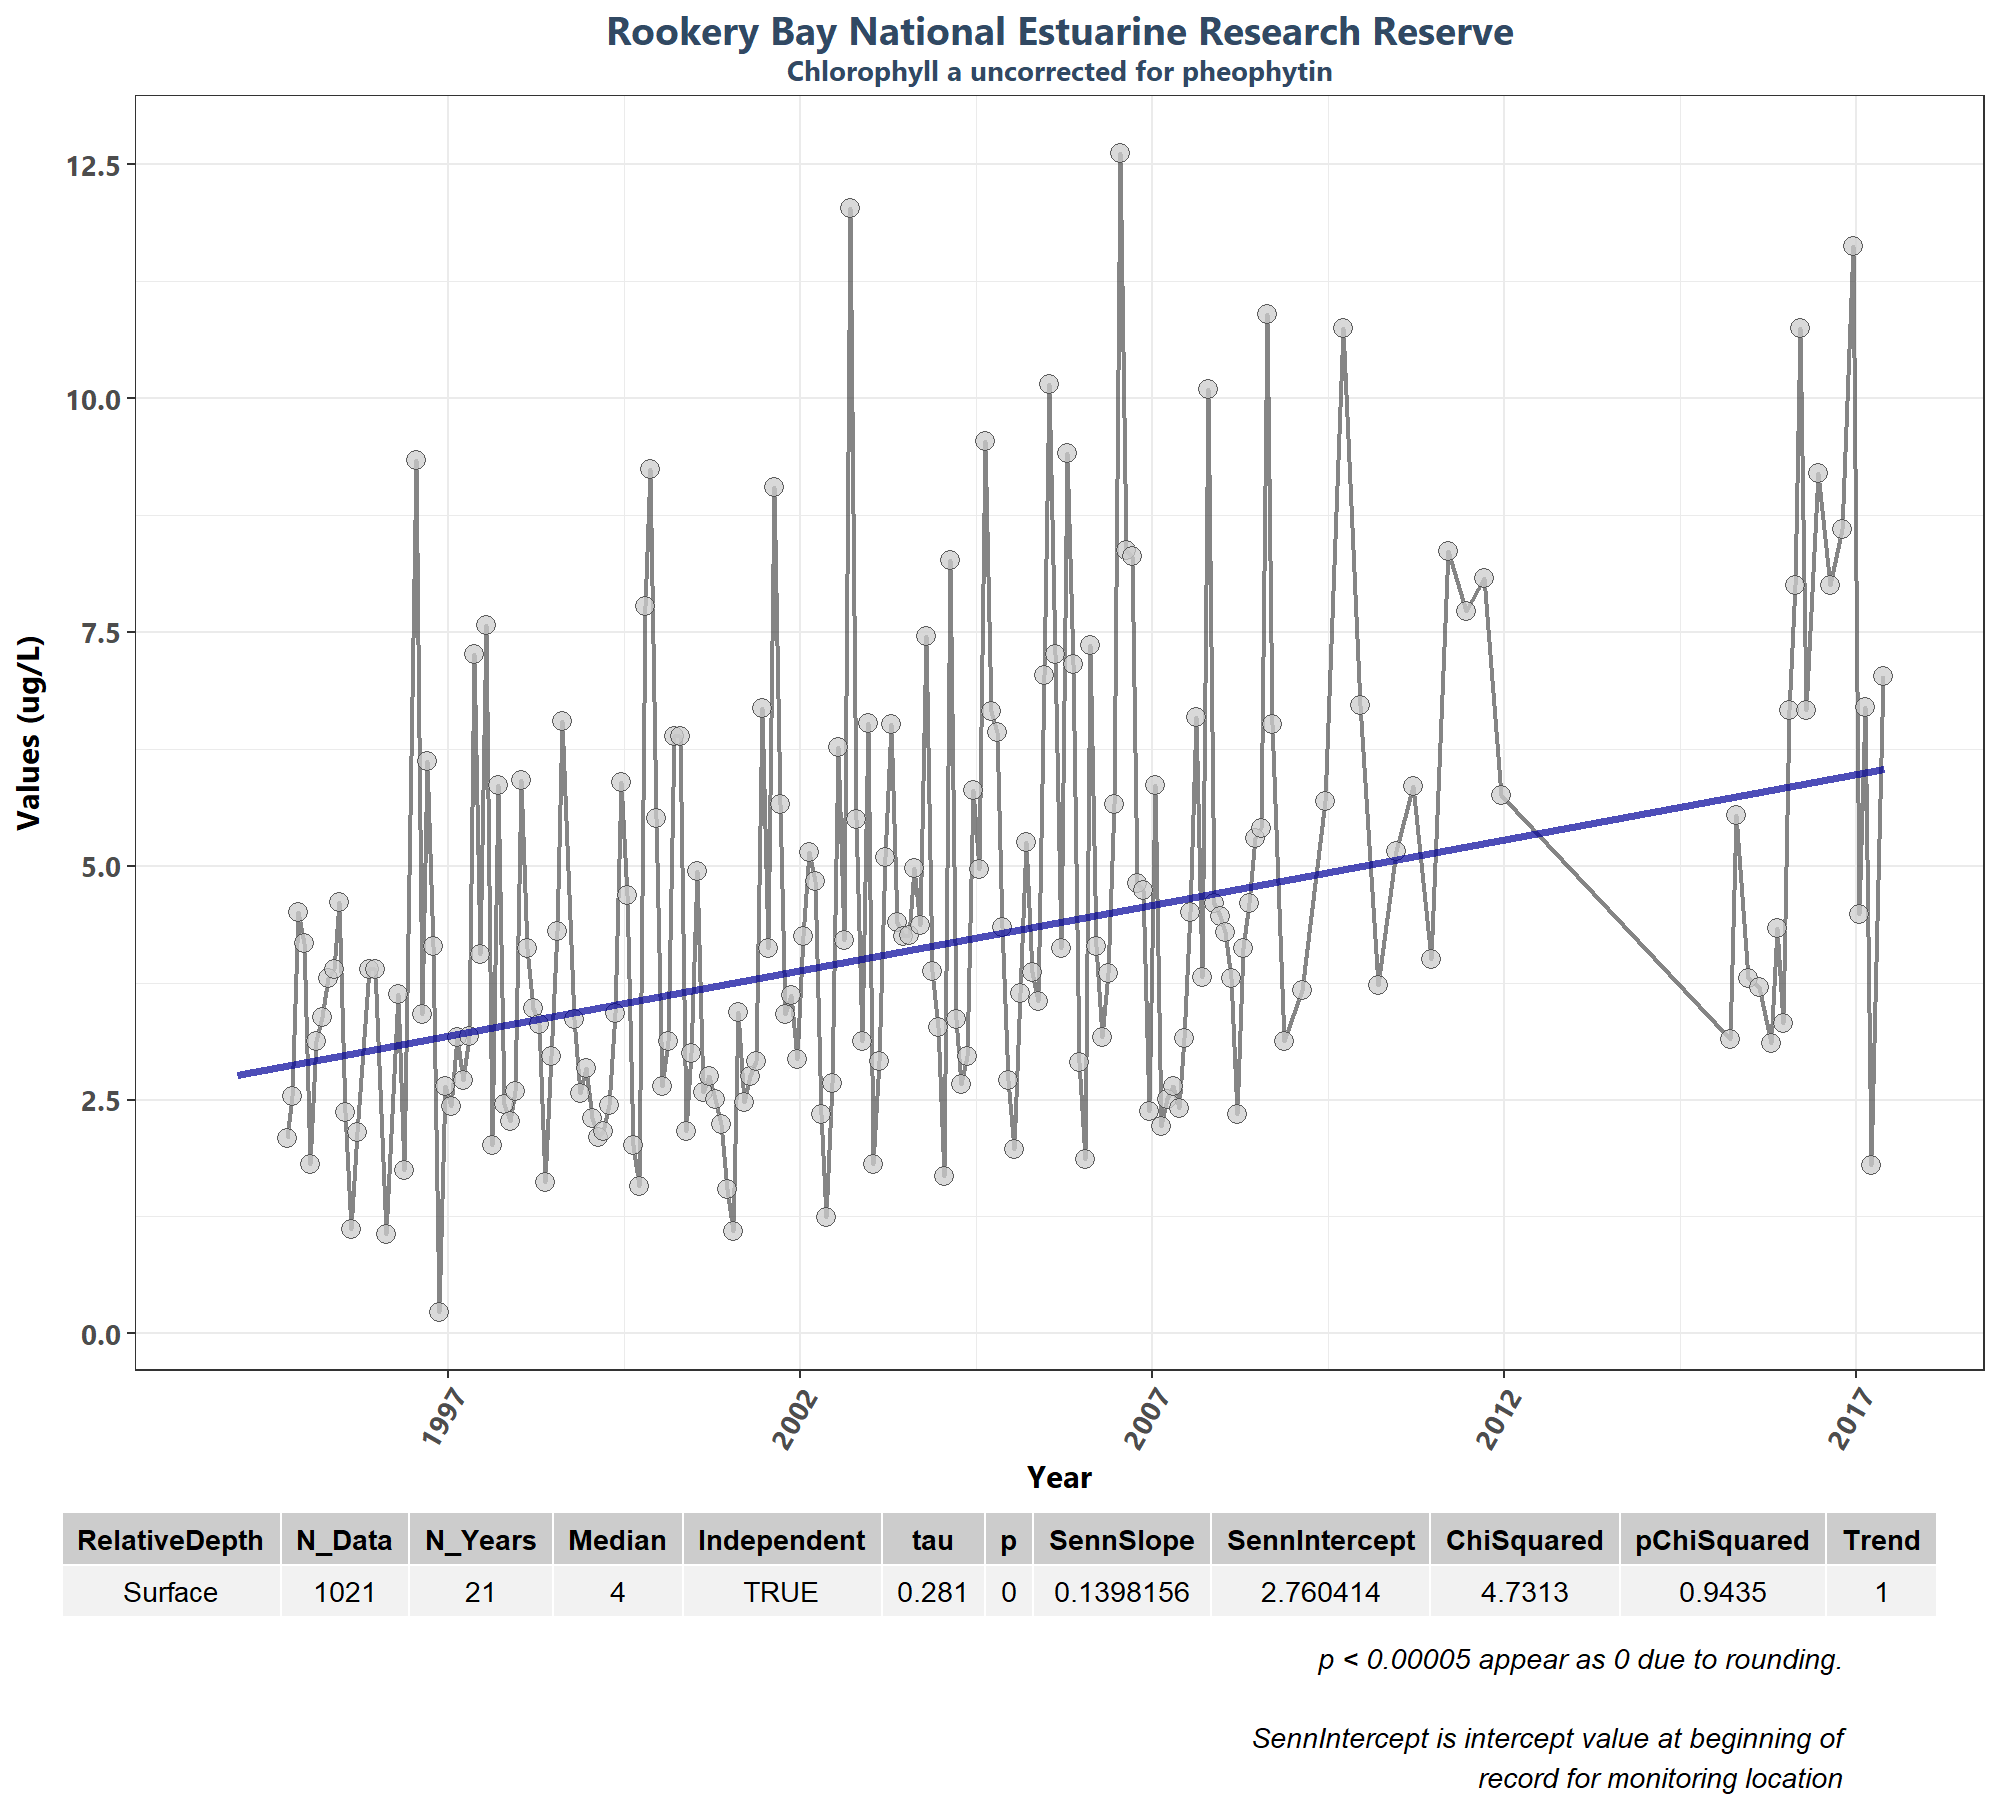 Rookery Bay National Estuarine Research Reserve
Chlorophyll a uncorrected for pheophytin
Values (ug/L)
12.5
10.0
7.5
5.0
2.5
0.0
1997 2002 2007 2012 2017
Year
RelativeDepth N_Data N_Years Median Independent tau p SennSlope SennIntercept ChiSquared pChiSquared Trend
Surface 1021 21 4 TRUE 0.281 0 0.1398156 2.760414 4.7313 0.9435 1
p < 0.00005 appear as 0 due to rounding.
SennIntercept is intercept value at beginning of
record for monitoring location